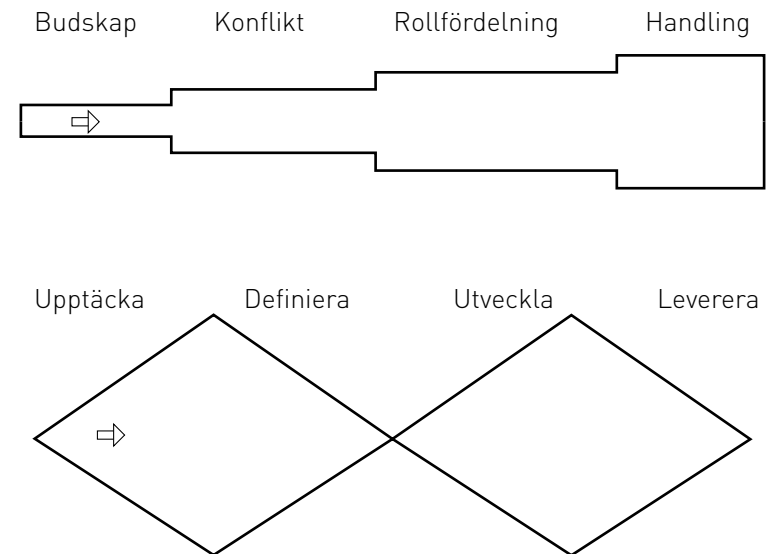 Budskap Konflikt Rollfördelning Handling
Upptäcka Definiera Utveckla Leverera